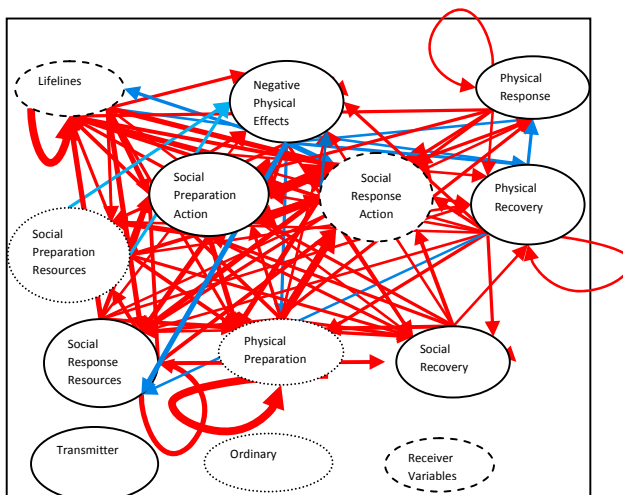 Lifelines
Negative
Physical
Effects
Physical
Response
Social
Preparation
Action
Social
Response
Action
Physical
Recovery
Social
Preparation
Resources
Social
Response
Resources
Physical
Preparation
Social
Recovery
Transmitter
Ordinary
Receiver
Variables